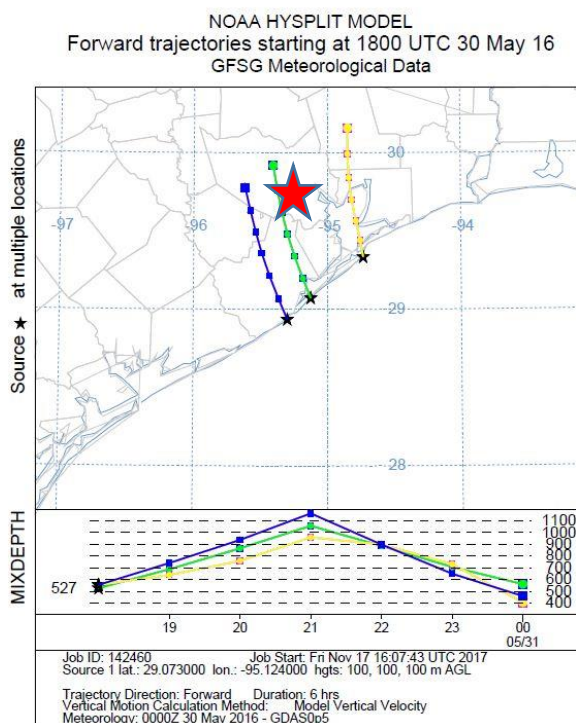 NOAA HYSPLIT MODEL
Forward trajectories starting at 1800 UTC 30 May 16
GFSG Meteorological Data
Source ★ at multiple locations
30
-97
-96
-95
-94
29
28
MIXDEPTH
527
1100
1000
900
800
700
600
500
400
19 20 21 22 23 00
05/31
Job ID: 142460 Job Start: Fri Nov 17 16:07:43 UTC 2017
Source 1 lat.: 29.073000 lon.: -95.124000 hgts: 100, 100, 100 m AGL
Trajectory Direction: Forward Duration: 6 hrs
Vertical Motion Calculation Method: Model Vertical Velocity
Meteorology: 0000Z 30 May 2016 - GDAS0p5